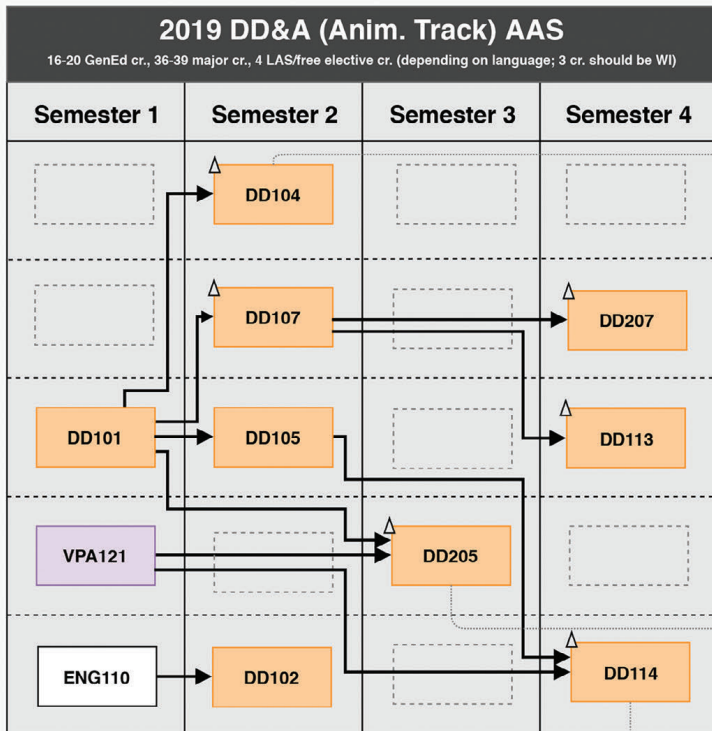 2019 DD&A (Anim. Track) AAS
16-20 GenEd cr., 36-39 major cr., 4 LAS/free elective cr. (depending on language; 3 cr. should be WI)
Semester 1 Semester 2 Semester 3 Semester 4
DD104
DD107
DD207
DD101
DD105
DD113
VPA121
DD205
ENG110
DD102
DD114